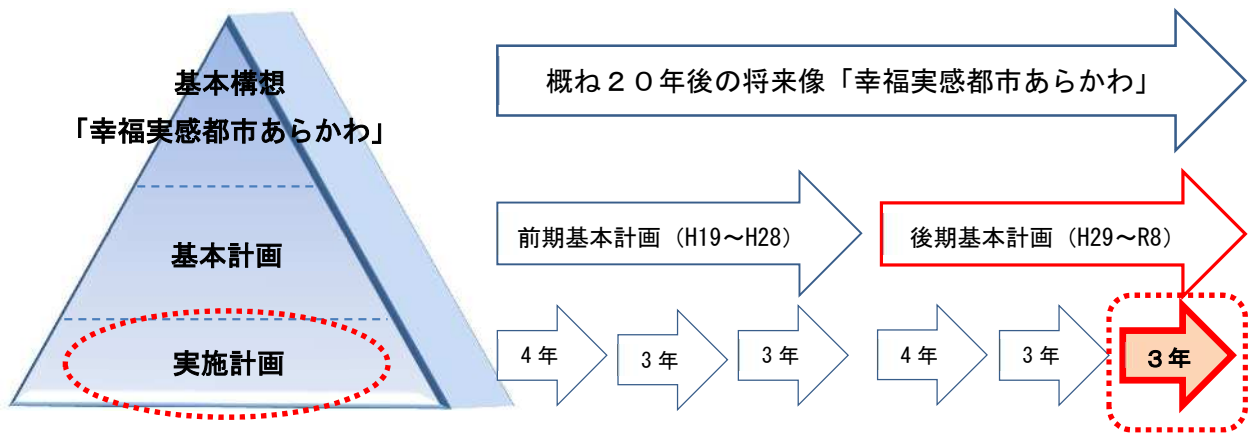 基本構想
「幸福実感都市あらかわ」
基本計画
実施計画
概ね２０年後の将来像「幸福実感都市あらかわ」
前期基本計画（H19～H28）
後期基本計画（H29～R8）
４年
３年
３年
４年
３年
３年